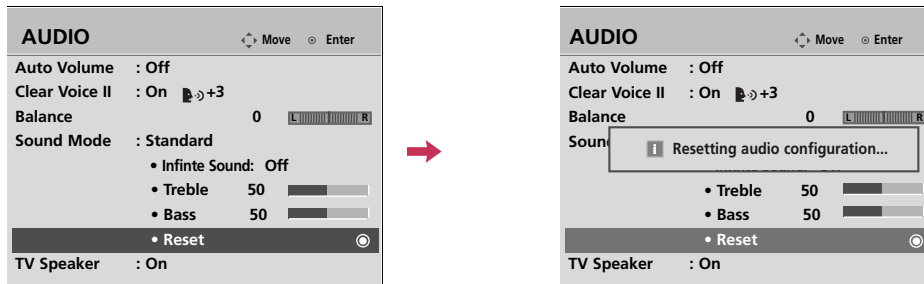 AUDIO Move Enter
Auto Volume : Off
Clear Voice II : On +3
Balance 0 L R
Sound Mode : Standard
• Infinte Sound: Off
• Treble 50
• Bass 50
• Reset
TV Speaker : On
AUDIO Move Enter
Auto Volume : Off
Clear Voice II : On +3
Balance 0 L R
Soun
i Resetting audio configuration...
• Treble 50
• Bass 50
• Reset
TV Speaker : On